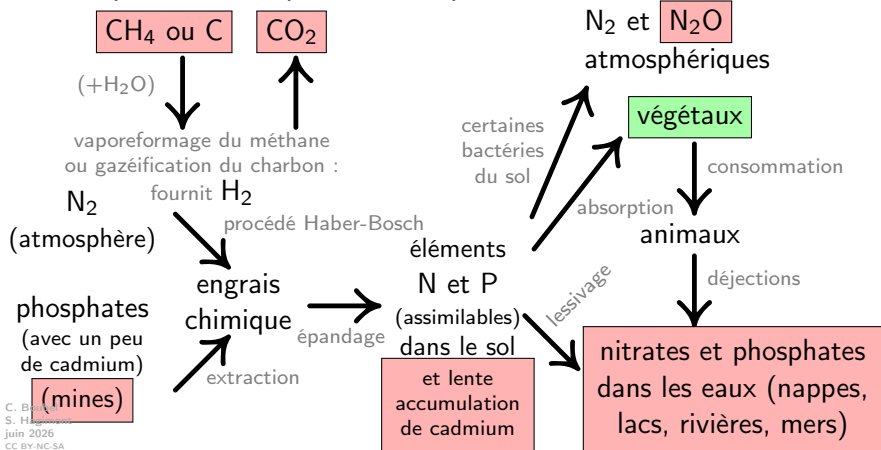 CH₄ ou C
CO₂
(+H₂O)
vaporeformage du méthane
ou gazéification du charbon :
fournit H₂
N₂
(atmosphère)
procédé Haber-Bosch
engrais
chimique
phosphates
(avec un peu
de cadmium)
(mines)
extraction
épandage
éléments
N et P
(assimilables)
dans le sol
et lente
accumulation
de cadmium
certaines
bactéries
du sol
N₂ et N₂O
atmosphériques
végétaux
absorption
consommation
animaux
déjections
lessivage
nitrates et phosphates
dans les eaux (nappes,
lacs, rivières, mers)
C.
S.
juin 2026
CC BY-NC-SA